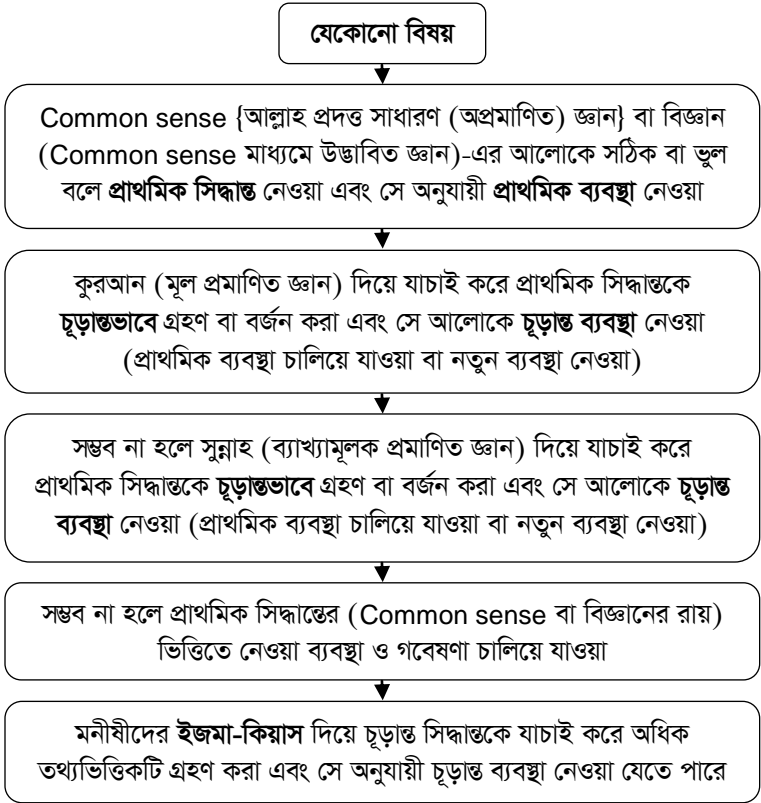 যেকোনো বিষয়
Common sense {আল্লাহ প্রদত্ত সাধারণ (অপ্রমাণিত) জ্ঞান} বা বিজ্ঞান
(Common sense মাধ্যমে উদ্ভাবিত জ্ঞান)-এর আলোকে সঠিক বা ভুল
বলে প্রাথমিক সিদ্ধান্ত নেওয়া এবং সে অনুযায়ী প্রাথমিক ব্যবস্থা নেওয়া
কুরআন (মূল প্রমাণিত জ্ঞান) দিয়ে যাচাই করে প্রাথমিক সিদ্ধান্তকে
চূড়ান্তভাবে গ্রহণ বা বর্জন করা এবং সে আলোকে চূড়ান্ত ব্যবস্থা নেওয়া
(প্রাথমিক ব্যবস্থা চালিয়ে যাওয়া বা নতুন ব্যবস্থা নেওয়া)
সম্ভব না হলে সুন্নাহ (ব্যাখ্যামূলক প্রমাণিত জ্ঞান) দিয়ে যাচাই করে
প্রাথমিক সিদ্ধান্তকে চূড়ান্তভাবে গ্রহণ বা বর্জন করা এবং সে আলোকে চূড়ান্ত
ব্যবস্থা নেওয়া (প্রাথমিক ব্যবস্থা চালিয়ে যাওয়া বা নতুন ব্যবস্থা নেওয়া)
সম্ভব না হলে প্রাথমিক সিদ্ধান্তের (Common sense বা বিজ্ঞানের রায়)
ভিত্তিতে নেওয়া ব্যবস্থা ও গবেষণা চালিয়ে যাওয়া
মনীষীদের ইজমা-কিয়াস দিয়ে চূড়ান্ত সিদ্ধান্তকে যাচাই করে অধিক
তথ্যভিত্তিকটি গ্রহণ করা এবং সে অনুযায়ী চূড়ান্ত ব্যবস্থা নেওয়া যেতে পারে